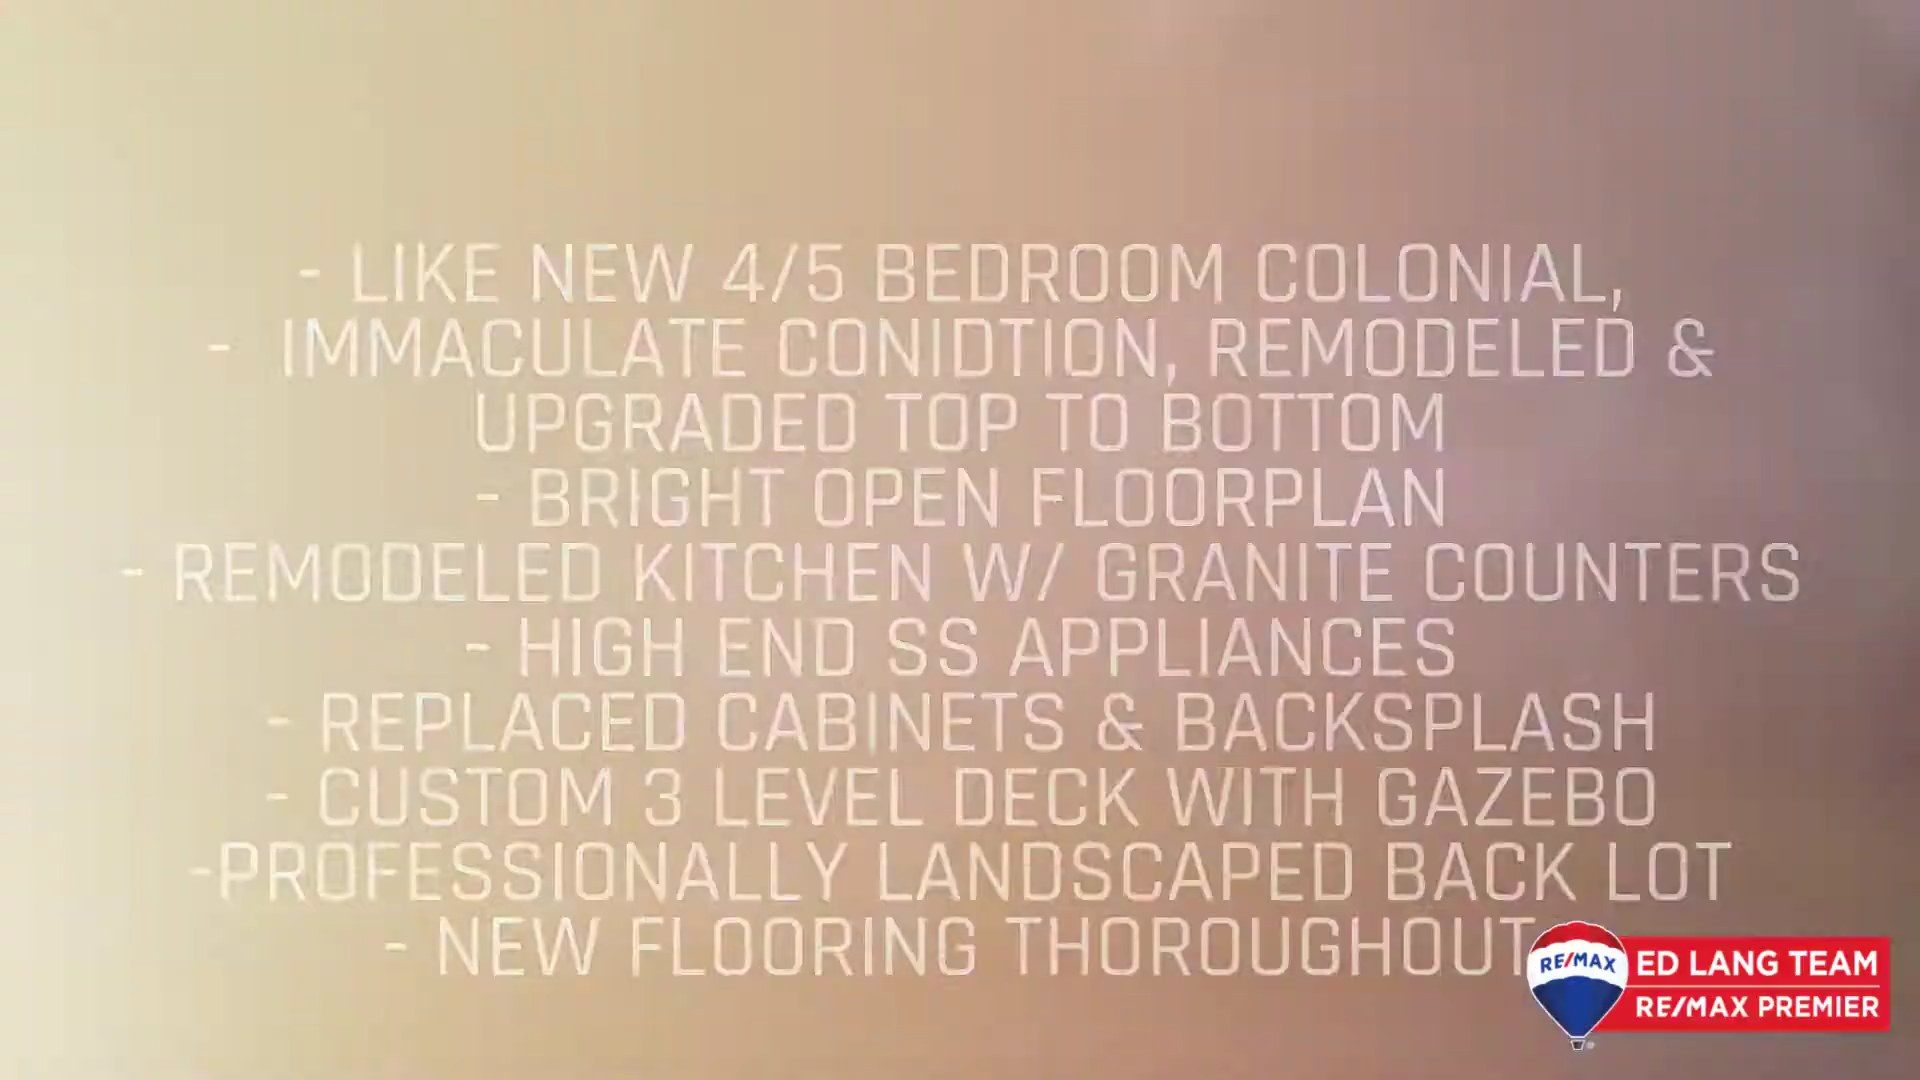 - LIKE NEW 4/5 BEDROOM COLONIAL,
- IMMACULATE CONIDTION, REMODELED &
UPGRADED TOP TO BOTTOM
- BRIGHT OPEN FLOORPLAN
- REMODELED KITCHEN W/ GRANITE COUNTERS
- HIGH END SS APPLIANCES
- REPLACED CABINETS & BACKSPLASH
- CUSTOM 3 LEVEL DECK WITH GAZEBO
-PROFESSIONALLY LANDSCAPED BACK LOT
- NEW FLOORING THOROUGHOUT
RE/MAX
ED LANG TEAM
RE/MAX PREMIER